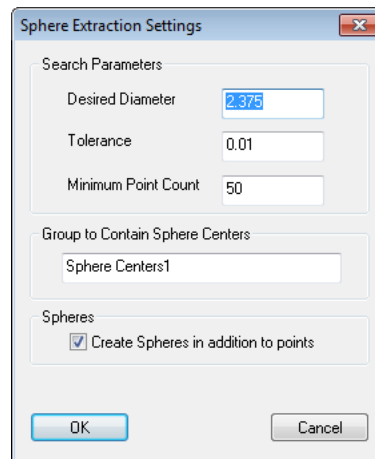 Sphere Extraction Settings
Search Parameters
Desired Diameter 2.375
Tolerance 0.01
Minimum Point Count 50
Group to Contain Sphere Centers
Sphere Centers1
Spheres
Create Spheres in addition to points
OK Cancel